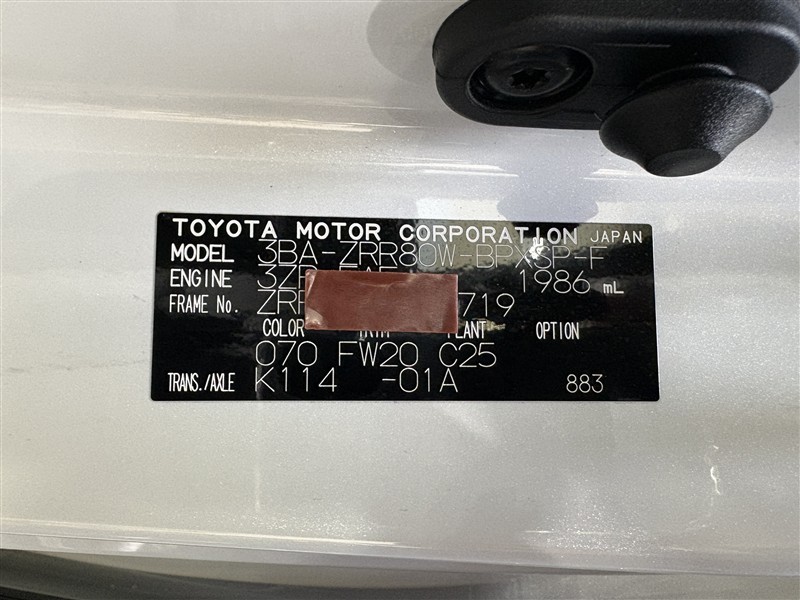 TOYOTA MOTOR CORPORATION JAPAN
MODEL 3BA-ZRR80W-BPXSP-F
ENGINE 1986 mL
FRAME No. 719
COLOR PLANT OPTION
070 FW20 C25
TRANS./AXLE K114 -01A 883